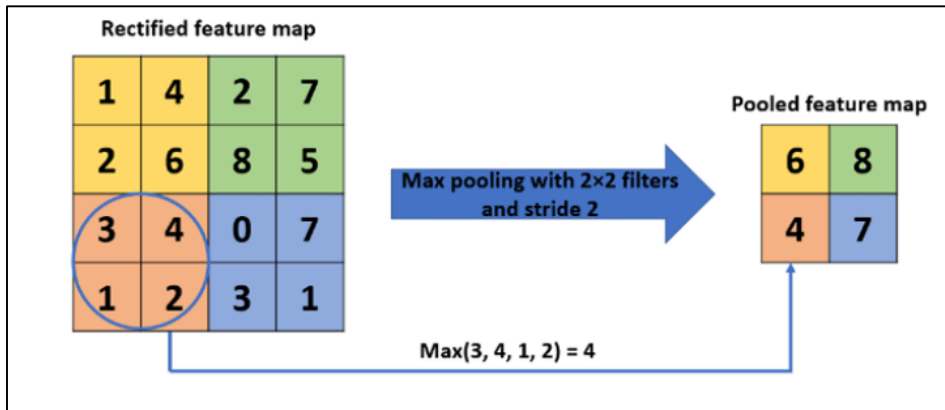 Rectified feature map
1 4 2 7
2 6 8 5
3 4 0 7
1 2 3 1
Max pooling with 2×2 filters
and stride 2
Pooled feature map
6 8
4 7
Max(3, 4, 1, 2) = 4